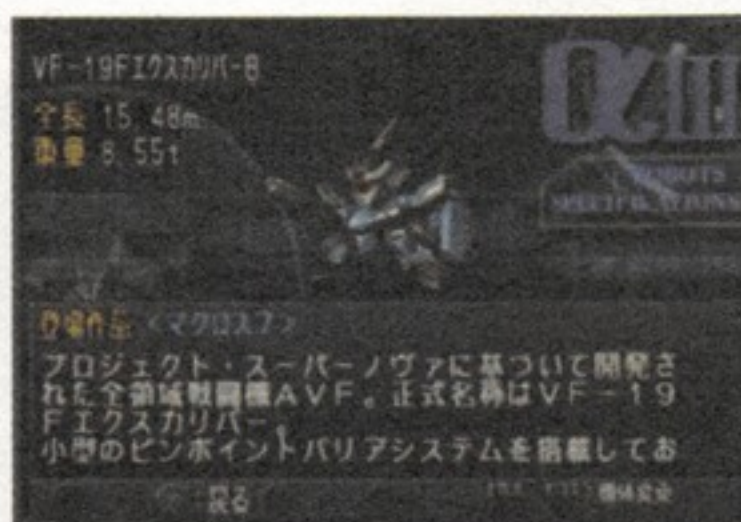 VF-19FエクスカリバーB
全長 15.48m
重量 8.55t
ROBOTS
SPECIFICATIONS
登場作品 <マクロス7>
プロジェクト・スーパーノヴァに基づいて開発さ
れた全領域戦闘機AVF。正式名称はVF－19
Fエクスカリバー。
小型のピンポイントバリアシステムを搭載してお
戻る
機体変更